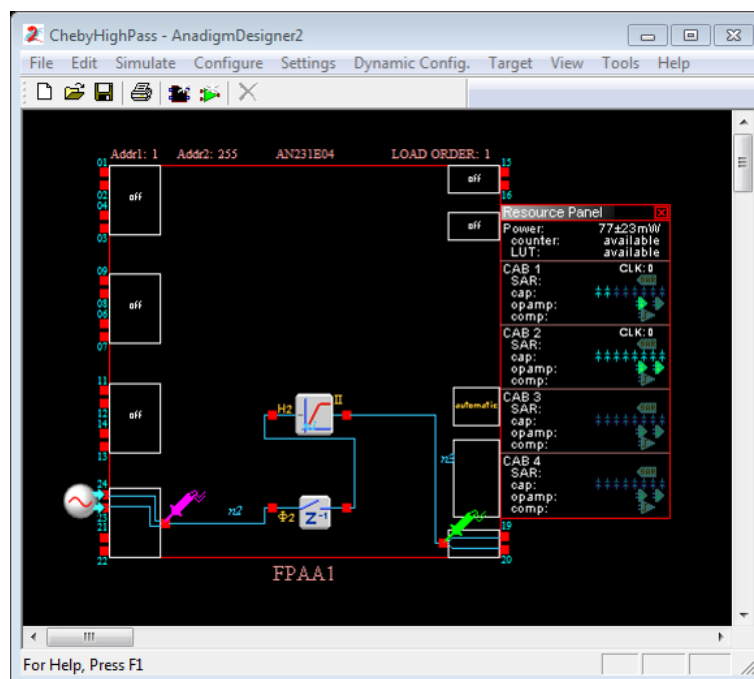 ChebyHighPass - AnadigmDesigner2
File Edit Simulate Configure Settings Dynamic Config. Target View Tools Help
Addr1: 1 Addr2: 255 AN231E04 LOAD ORDER: 1
01
02
04
03
off
15
off
16
off
09
08
06
07
off
11
12
14
13
off
24
21
22
n2
H2
II
Φ2
Z-1
automatic
19
20
FPAA1
Resource Panel
Power: 77±23mW
counter: available
LUT: available
CAB 1 CLK: 0
SAR:
cap:
opamp:
comp:
CAB 2 CLK: 0
SAR:
cap:
opamp:
comp:
CAB 3
SAR:
cap:
opamp:
comp:
CAB 4
SAR:
cap:
opamp:
comp:
For Help, Press F1